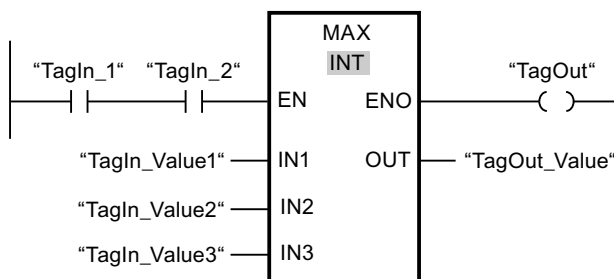 MAX
INT
“TagIn_1“ “TagIn_2“ “TagOut“
EN ENO
“TagIn_Value1“ IN1 OUT “TagOut_Value“
“TagIn_Value2“ IN2
“TagIn_Value3“ IN3